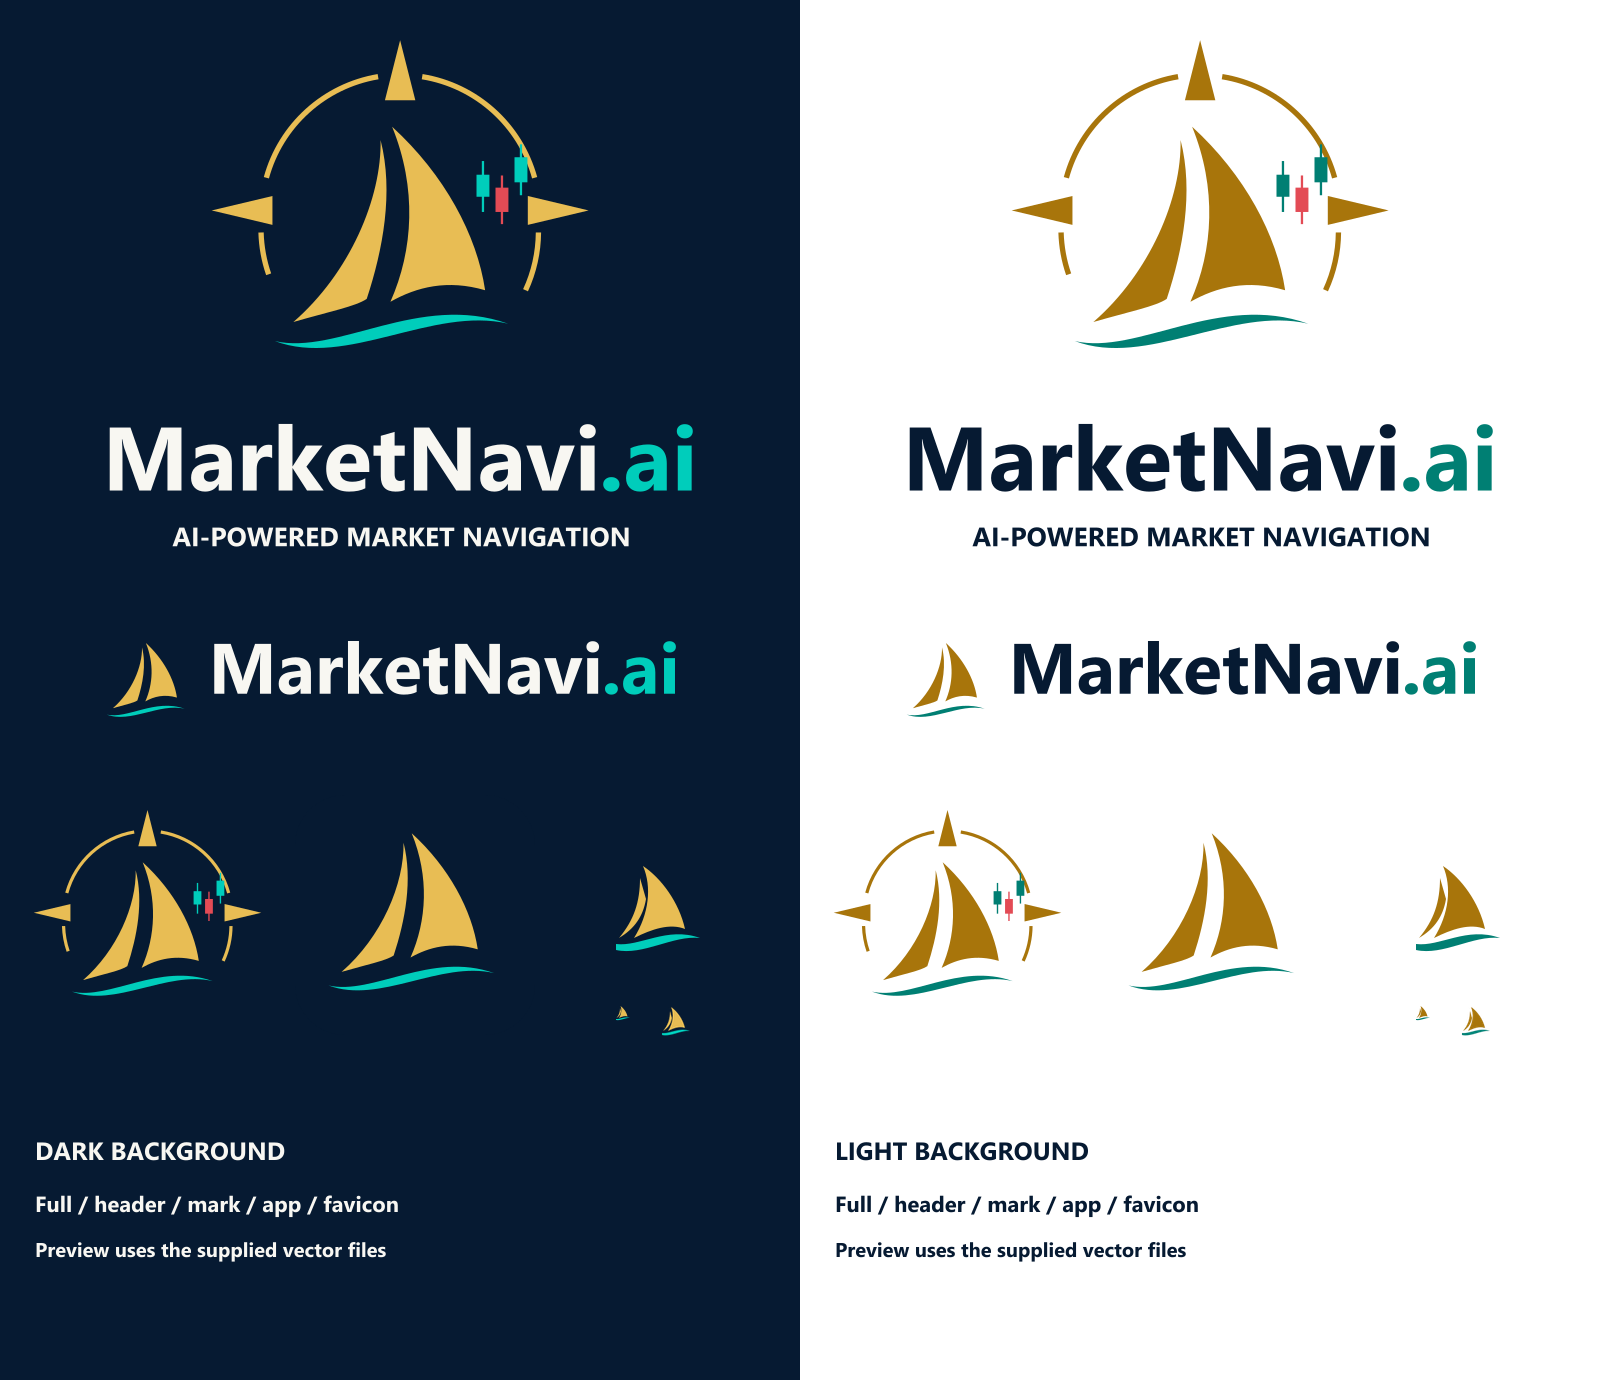 MarketNavi.ai
AI-POWERED MARKET NAVIGATION
MarketNavi.ai
DARK BACKGROUND
Full / header / mark / app / favicon
Preview uses the supplied vector files
MarketNavi.ai
AI-POWERED MARKET NAVIGATION
MarketNavi.ai
LIGHT BACKGROUND
Full / header / mark / app / favicon
Preview uses the supplied vector files